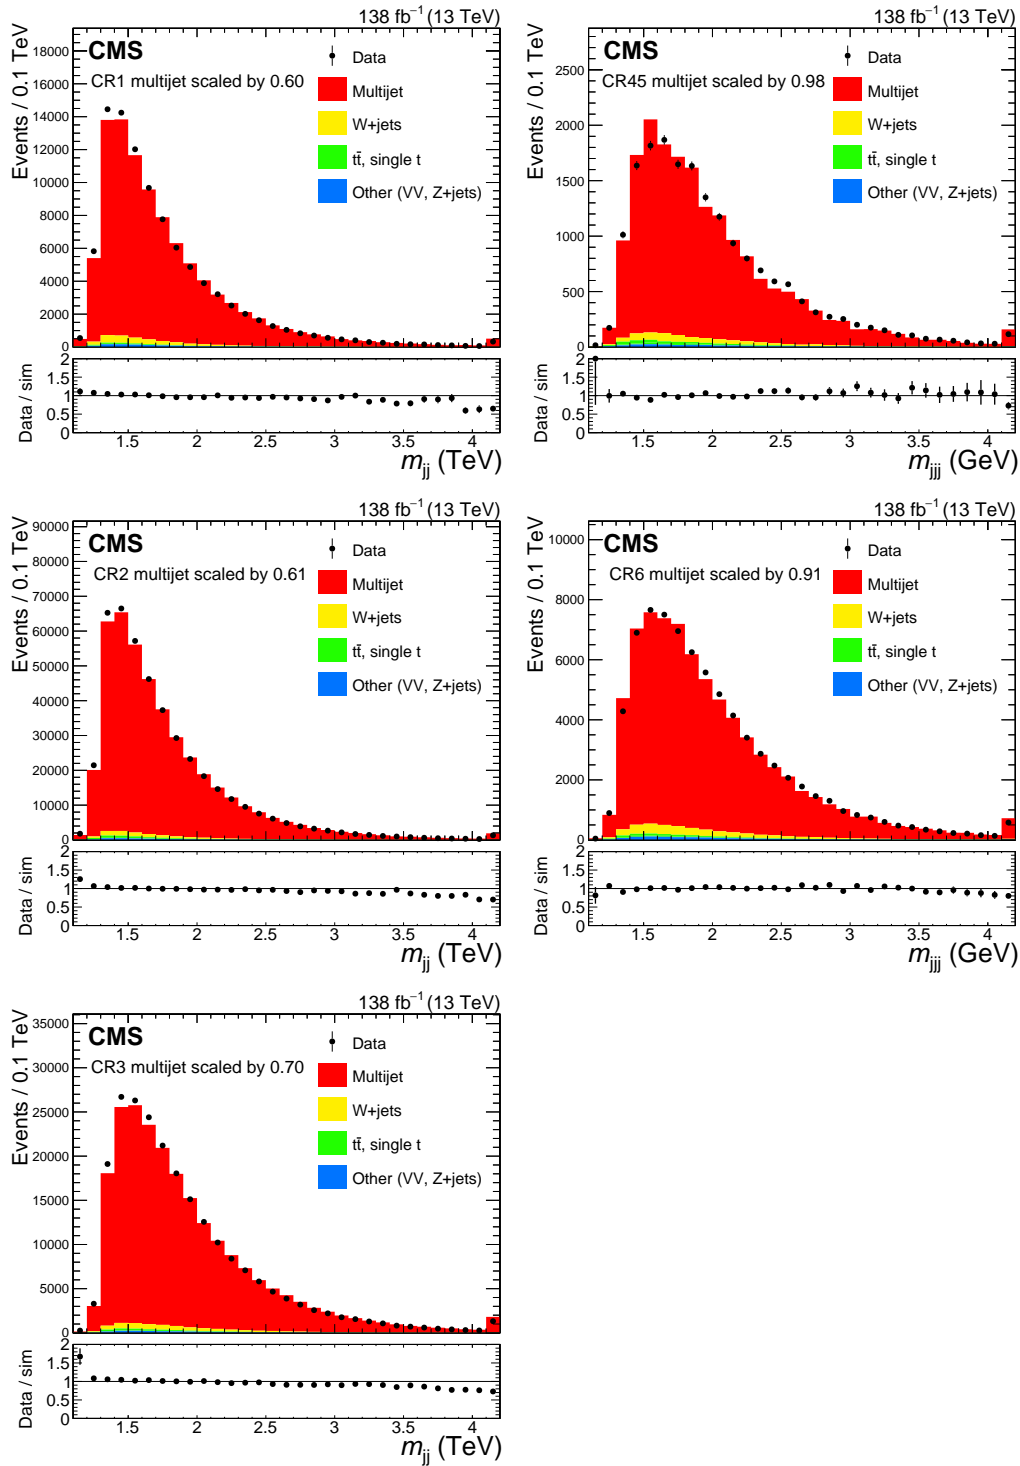 138 fb⁻¹ (13 TeV)
CMS
CR1 multijet scaled by 0.60
Data
Multijet
W+jets
tt̄, single t
Other (VV, Z+jets)
Events / 0.1 TeV
18000
16000
14000
12000
10000
8000
6000
4000
2000
0
Data / sim
2
1.5
1
0.5
0
1.5 2 2.5 3 3.5 4
m_jj (TeV)
138 fb⁻¹ (13 TeV)
CMS
CR45 multijet scaled by 0.98
Data
Multijet
W+jets
tt̄, single t
Other (VV, Z+jets)
Events / 0.1 TeV
2500
2000
1500
1000
500
0
Data / sim
2
1.5
1
0.5
0
1.5 2 2.5 3 3.5 4
m_jjj (GeV)
138 fb⁻¹ (13 TeV)
CMS
CR2 multijet scaled by 0.61
Data
Multijet
W+jets
tt̄, single t
Other (VV, Z+jets)
Events / 0.1 TeV
90000
80000
70000
60000
50000
40000
30000
20000
10000
0
Data / sim
2
1.5
1
0.5
0
1.5 2 2.5 3 3.5 4
m_jj (TeV)
138 fb⁻¹ (13 TeV)
CMS
CR6 multijet scaled by 0.91
Data
Multijet
W+jets
tt̄, single t
Other (VV, Z+jets)
Events / 0.1 TeV
10000
8000
6000
4000
2000
0
Data / sim
2
1.5
1
0.5
0
1.5 2 2.5 3 3.5 4
m_jjj (GeV)
138 fb⁻¹ (13 TeV)
CMS
CR3 multijet scaled by 0.70
Data
Multijet
W+jets
tt̄, single t
Other (VV, Z+jets)
Events / 0.1 TeV
35000
30000
25000
20000
15000
10000
5000
0
Data / sim
2
1.5
1
0.5
0
1.5 2 2.5 3 3.5 4
m_jj (TeV)